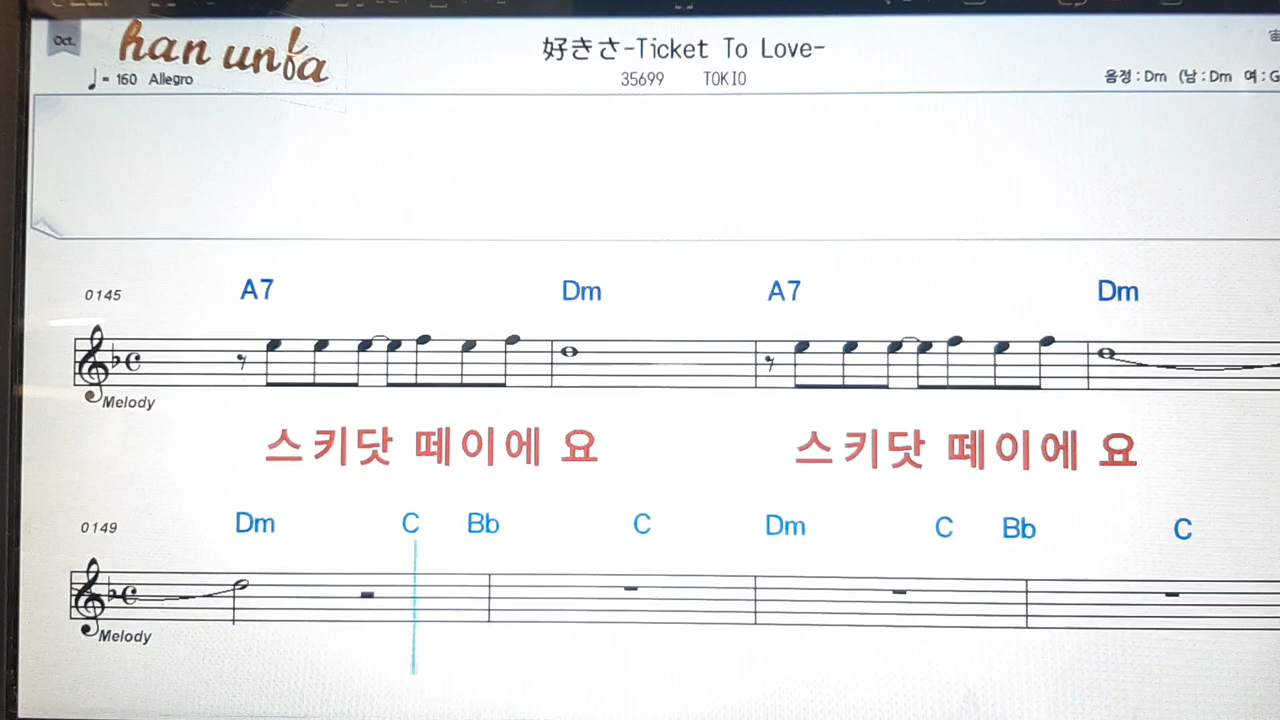 Oct.
han unfa
好きさ-Ticket To Love-
♩= 160 Allegro
35699 TOKIO
음정 : Dm (남 : Dm 여 : G
A7 Dm A7 Dm
0145
Melody
스키닷 떼이에 요 스키닷 떼이에 요
Dm C Bb C Dm C Bb C
0149
Melody